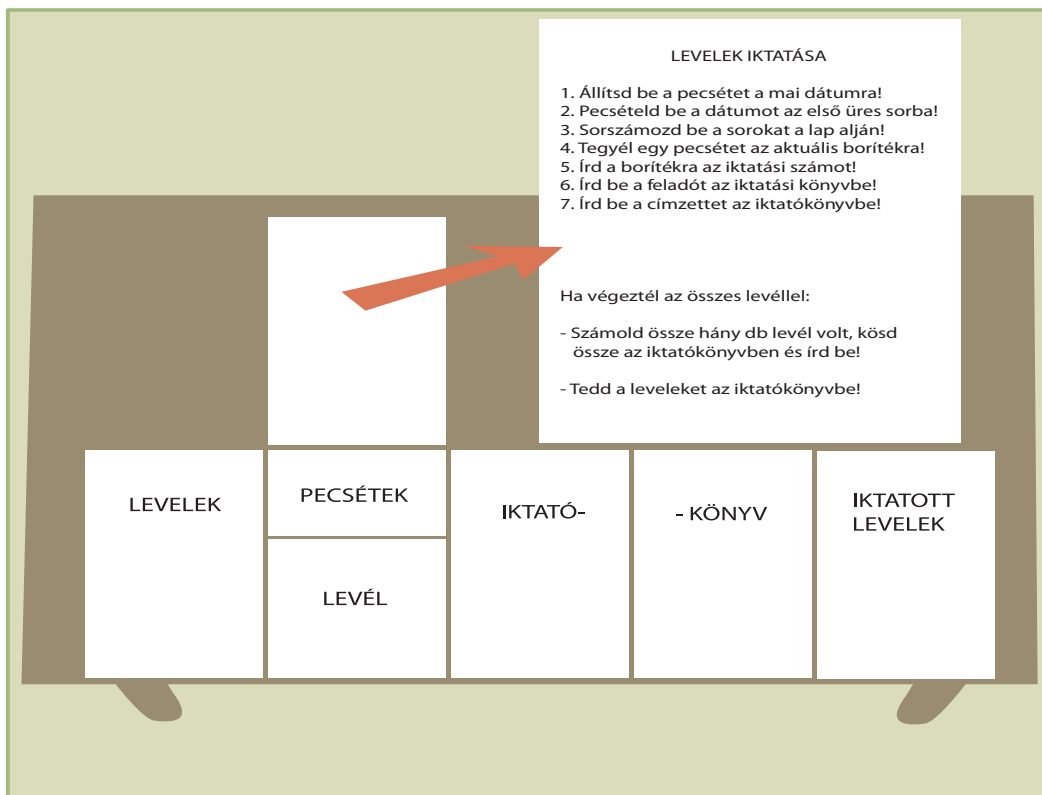 LEVELEK IKTATÁSA
1. Állítsd be a pecsétet a mai dátumra!
2. Pecsételd be a dátumot az első üres sorba!
3. Sorszámozd be a sorokat a lap alján!
4. Tegyél egy pecsétet az aktuális borítékra!
5. Írd a borítékra az iktatási számot!
6. Írd be a feladót az iktatási könyvbe!
7. Írd be a címzettet az iktatókönyvbe!
Ha végeztél az összes levéllel:
- Számold össze hány db levél volt, kösd
össze az iktatókönyvben és írd be!
- Tedd a leveleket az iktatókönyvbe!
LEVELEK
PECSÉTEK
LEVÉL
IKTATÓ-
- KÖNYV
IKTATOTT
LEVELEK